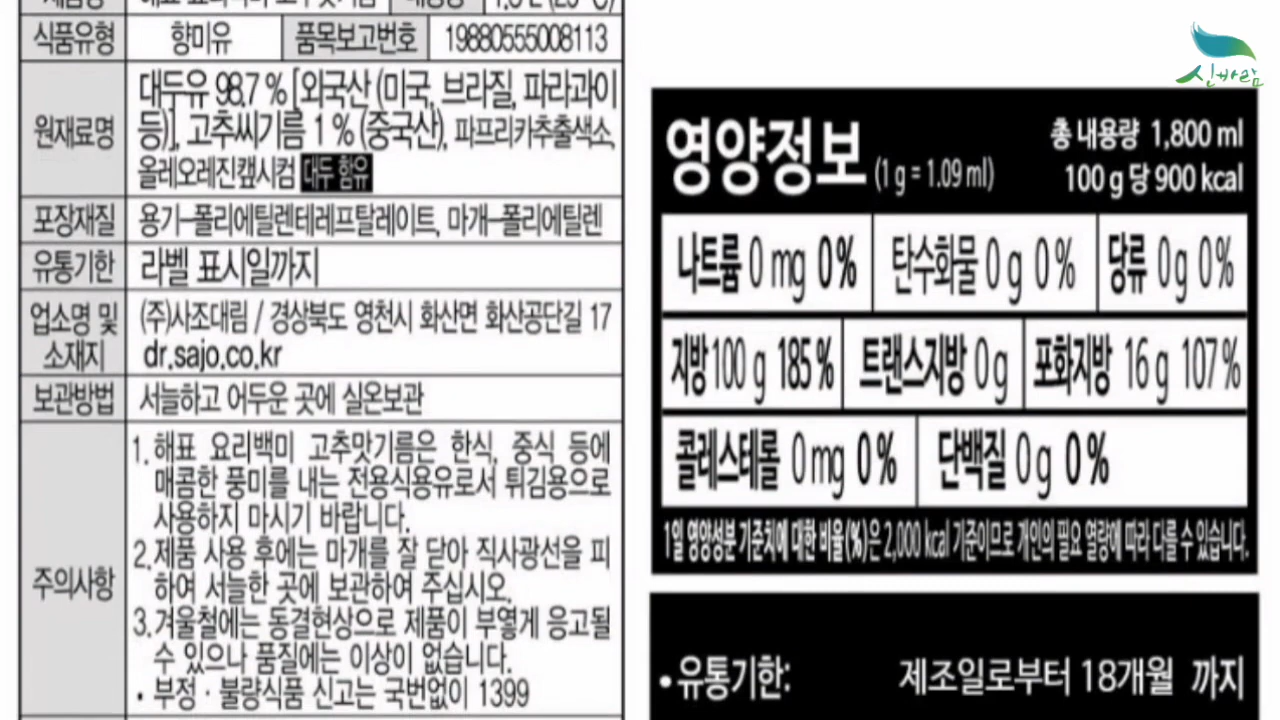 식품유형 향미유 품목보고번호 19880555008113
원재료명
대두유 98.7 % [외국산 (미국, 브라질, 파라과이
등)], 고추씨기름 1 % (중국산), 파프리카추출색소,
올레오레진캪시컴 대두 함유
포장재질 용기–폴리에틸렌테레프탈레이트, 마개–폴리에틸렌
유통기한 라벨 표시일까지
업소명 및
소재지
(주)사조대림 / 경상북도 영천시 화산면 화산공단길 17
dr.sajo.co.kr
보관방법 서늘하고 어두운 곳에 실온보관
주의사항
1. 해표 요리백미 고추맛기름은 한식, 중식 등에
매콤한 풍미를 내는 전용식용유로서 튀김용으로
사용하지 마시기 바랍니다.
2. 제품 사용 후에는 마개를 잘 닫아 직사광선을 피
하여 서늘한 곳에 보관하여 주십시오.
3. 겨울철에는 동결현상으로 제품이 부옇게 응고될
수 있으나 품질에는 이상이 없습니다.
• 부정 · 불량식품 신고는 국번없이 1399
신바람
영양정보 (1 g = 1.09 ml)
총 내용량 1,800 ml
100 g 당 900 kcal
나트륨 0 mg 0 % 탄수화물 0 g 0 % 당류 0 g 0 %
지방 100 g 185 % 트랜스지방 0 g 포화지방 16 g 107 %
콜레스테롤 0 mg 0 % 단백질 0 g 0 %
1일 영양성분 기준치에 대한 비율(%)은 2,000 kcal 기준이므로 개인의 필요 열량에 따라 다를 수 있습니다.
• 유통기한: 제조일로부터 18개월 까지